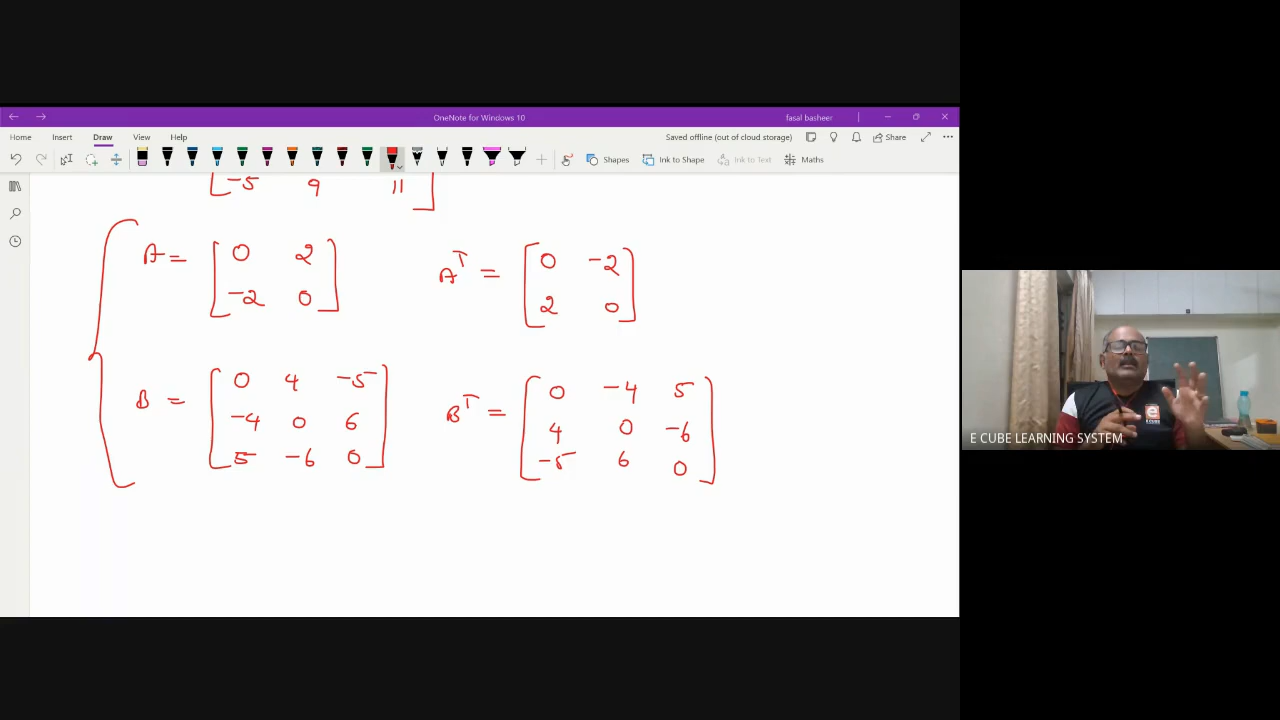 OneNote for Windows 10
fasal basheer
Home Insert Draw View Help
Saved offline (out of cloud storage)
Share
Shapes
Ink to Shape
Ink to Text
Maths
-5 9 11
A = [ 0 2
-2 0 ]
Aᵀ = [ 0 -2
2 0 ]
B = [ 0 4 -5
-4 0 6
5 -6 0 ]
Bᵀ = [ 0 -4 5
4 0 -6
-5 6 0 ]
e
E CUBE
E CUBE LEARNING SYSTEM